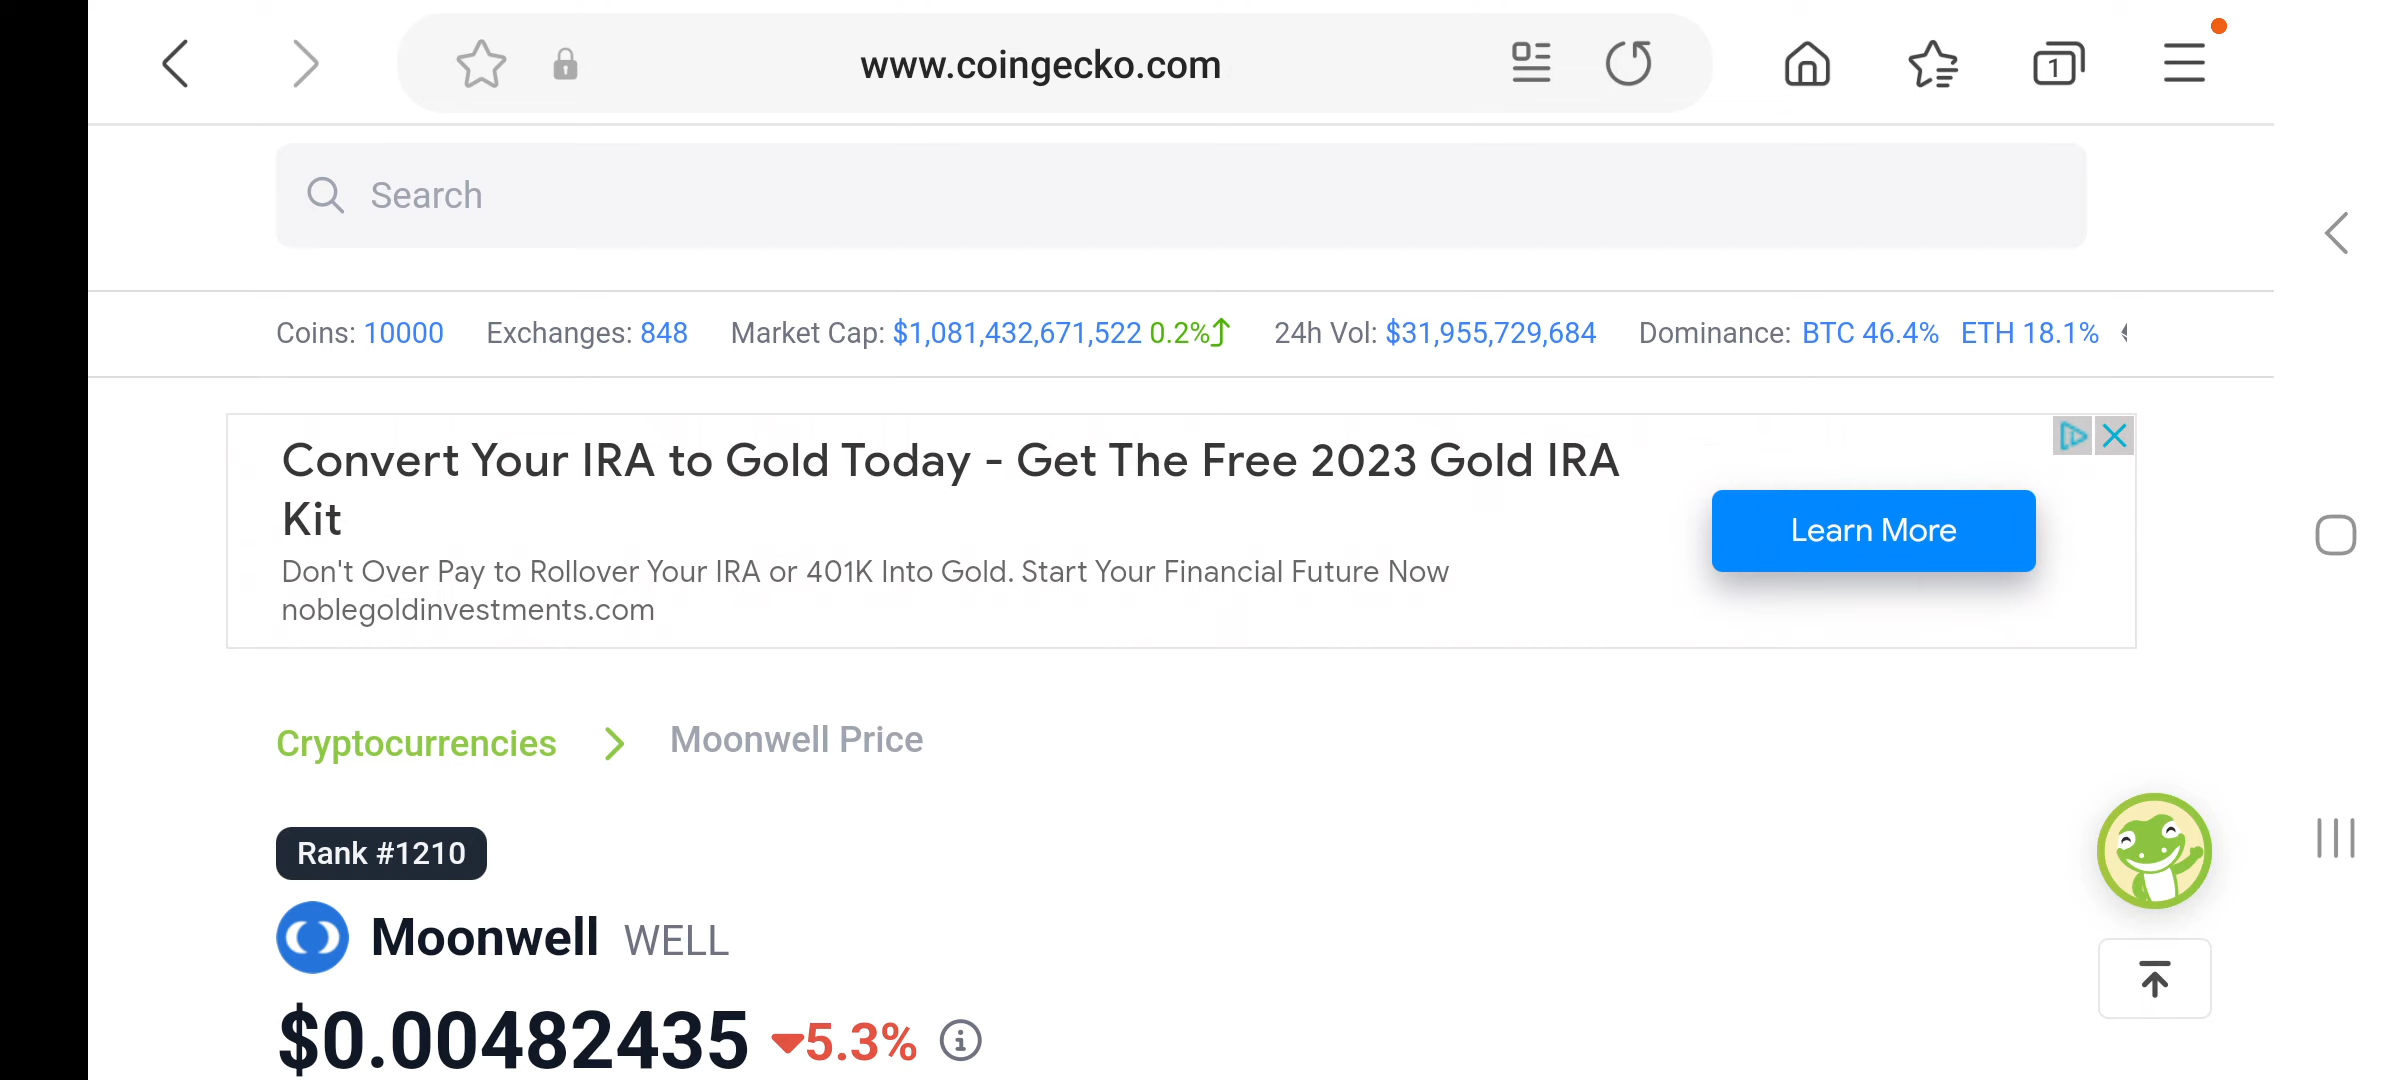 www.coingecko.com
1
Search
Coins: 10000 Exchanges: 848 Market Cap: $1,081,432,671,522 0.2% 24h Vol: $31,955,729,684 Dominance: BTC 46.4% ETH 18.1%
Convert Your IRA to Gold Today - Get The Free 2023 Gold IRA
Kit
Don't Over Pay to Rollover Your IRA or 401K Into Gold. Start Your Financial Future Now
noblegoldinvestments.com
Learn More
Cryptocurrencies > Moonwell Price
Rank #1210
Moonwell WELL
$0.00482435 5.3%